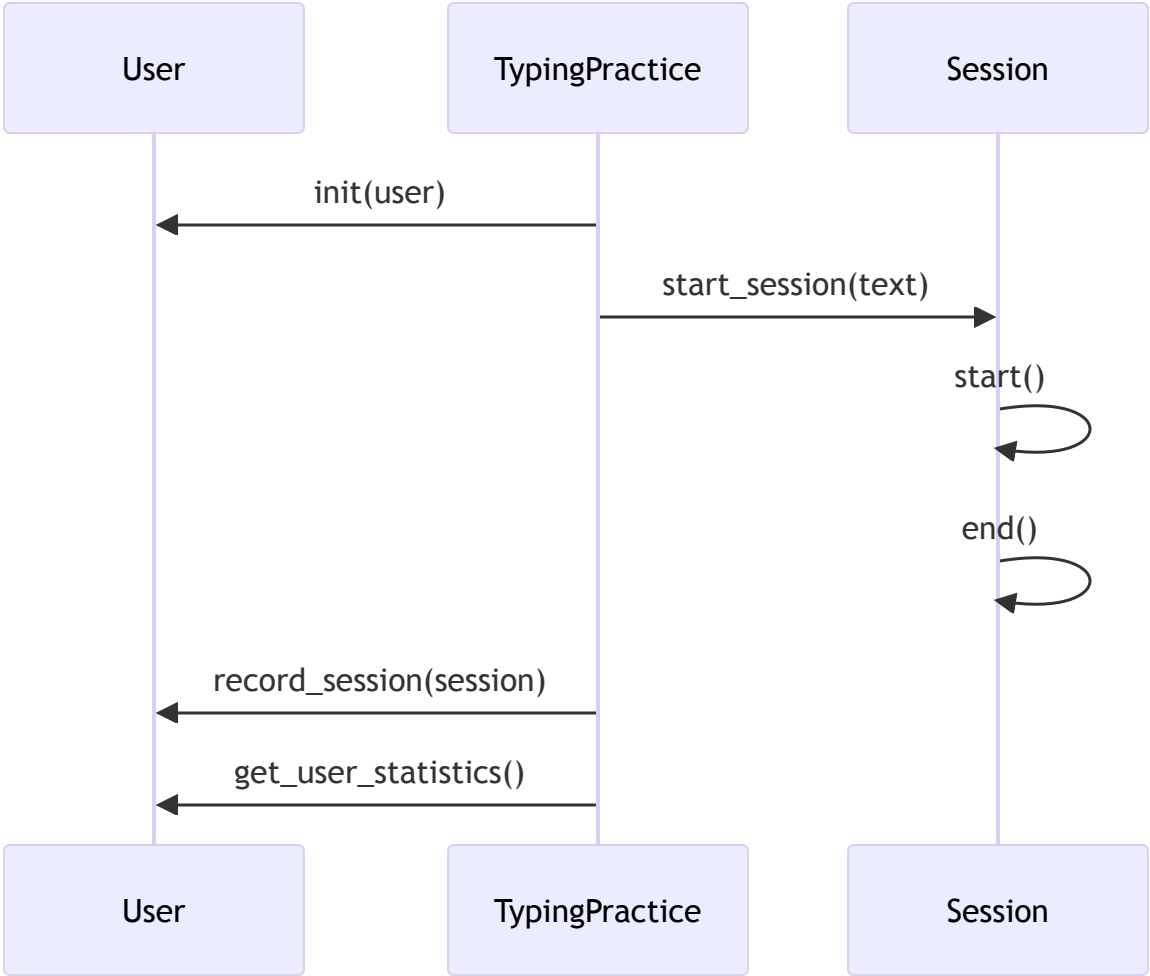 User
TypingPractice
Session
init(user)
start_session(text)
start()
end()
record_session(session)
get_user_statistics()
User
TypingPractice
Session